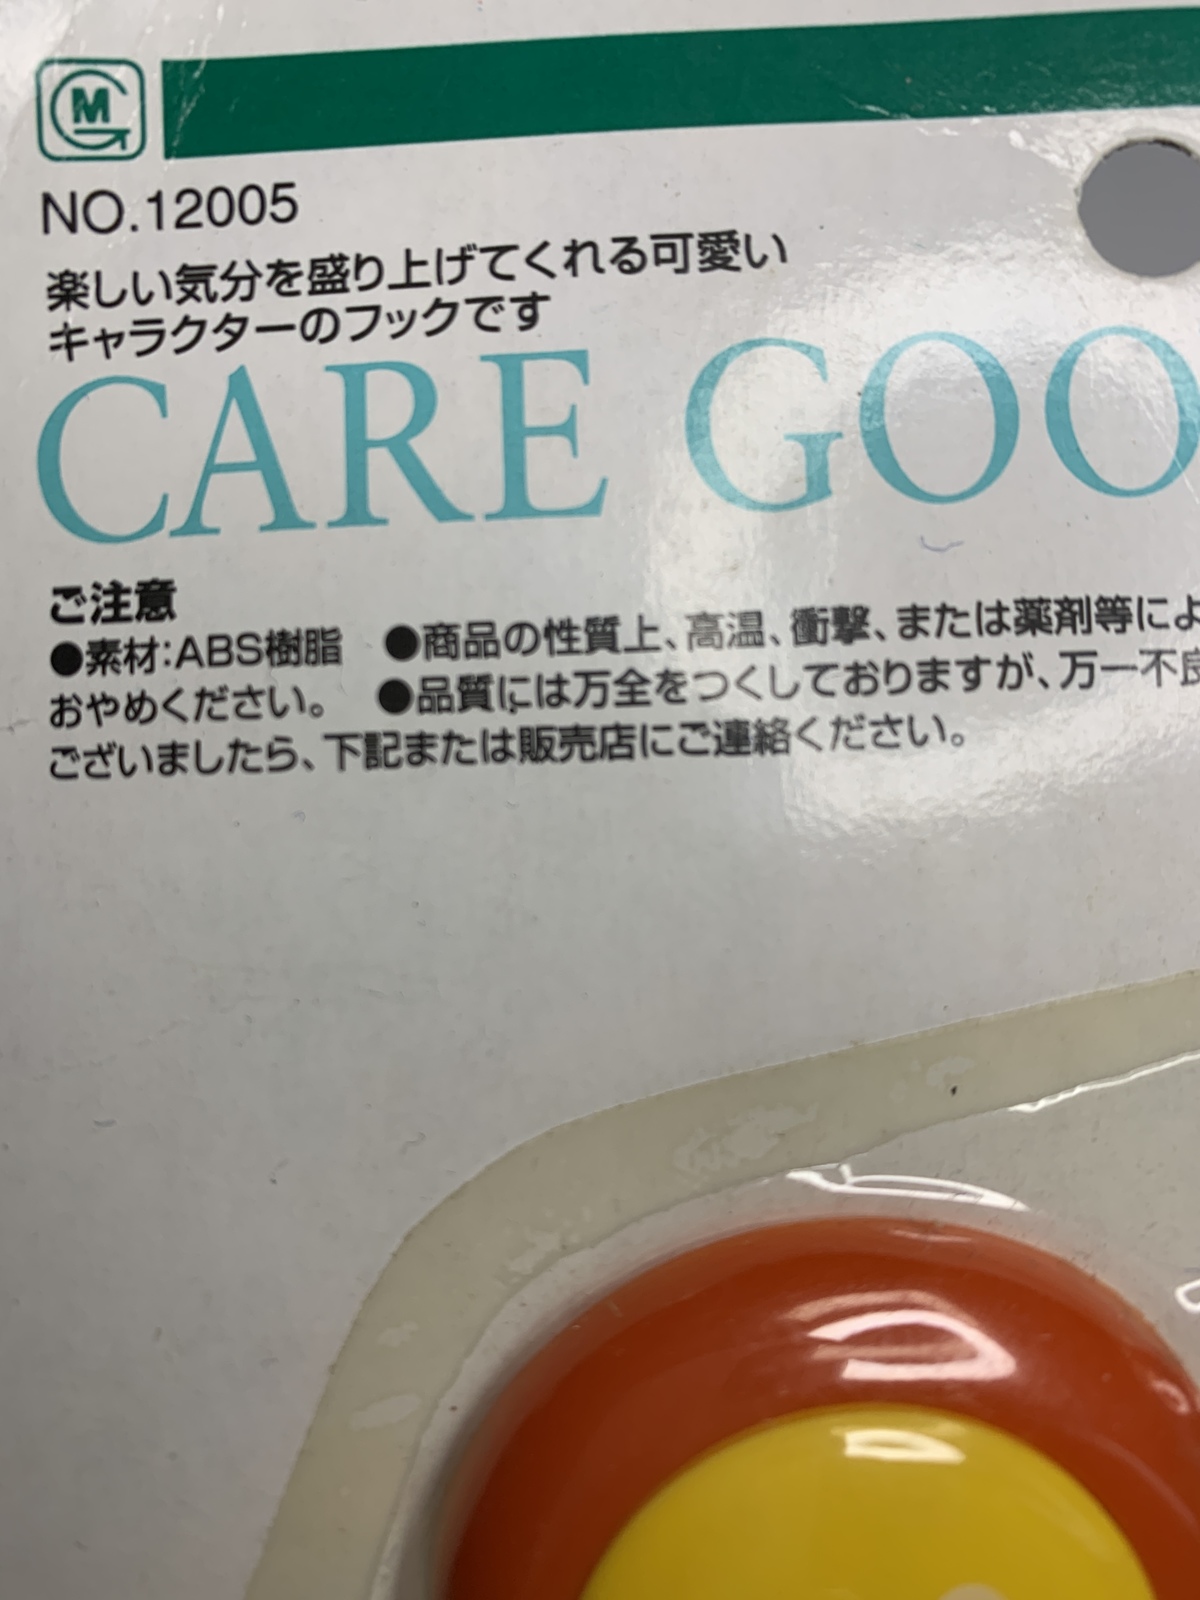 M
NO.12005
楽しい気分を盛り上げてくれる可愛い
キャラクターのフックです
CARE GOO
ご注意
●素材:ABS樹脂 ●商品の性質上、高温、衝撃、または薬剤等によ
おやめください。 ●品質には万全をつくしておりますが、万一不良
ございましたら、下記または販売店にご連絡ください。